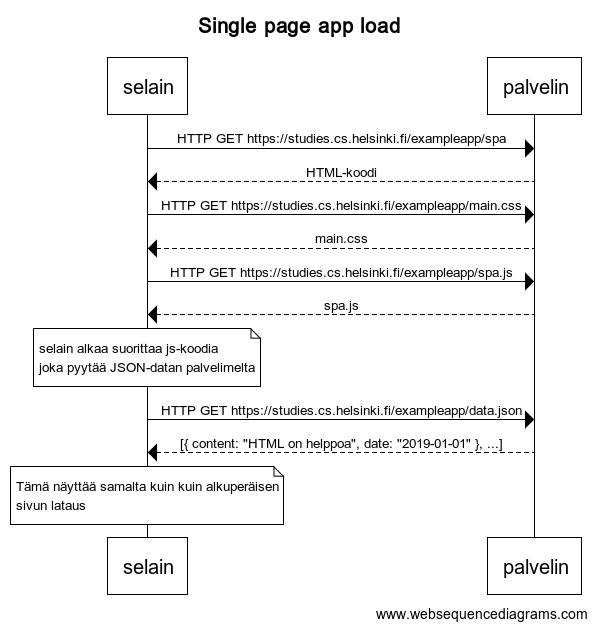 Single page app load
selain
palvelin
HTTP GET https://studies.cs.helsinki.fi/exampleapp/spa
HTML-koodi
HTTP GET https://studies.cs.helsinki.fi/exampleapp/main.css
main.css
HTTP GET https://studies.cs.helsinki.fi/exampleapp/spa.js
spa.js
selain alkaa suorittaa js-koodia
joka pyytää JSON-datan palvelimelta
HTTP GET https://studies.cs.helsinki.fi/exampleapp/data.json
[{ content: "HTML on helppoa", date: "2019-01-01" }, ...]
Tämä näyttää samalta kuin kuin alkuperäisen
sivun lataus
selain
palvelin
www.websequencediagrams.com